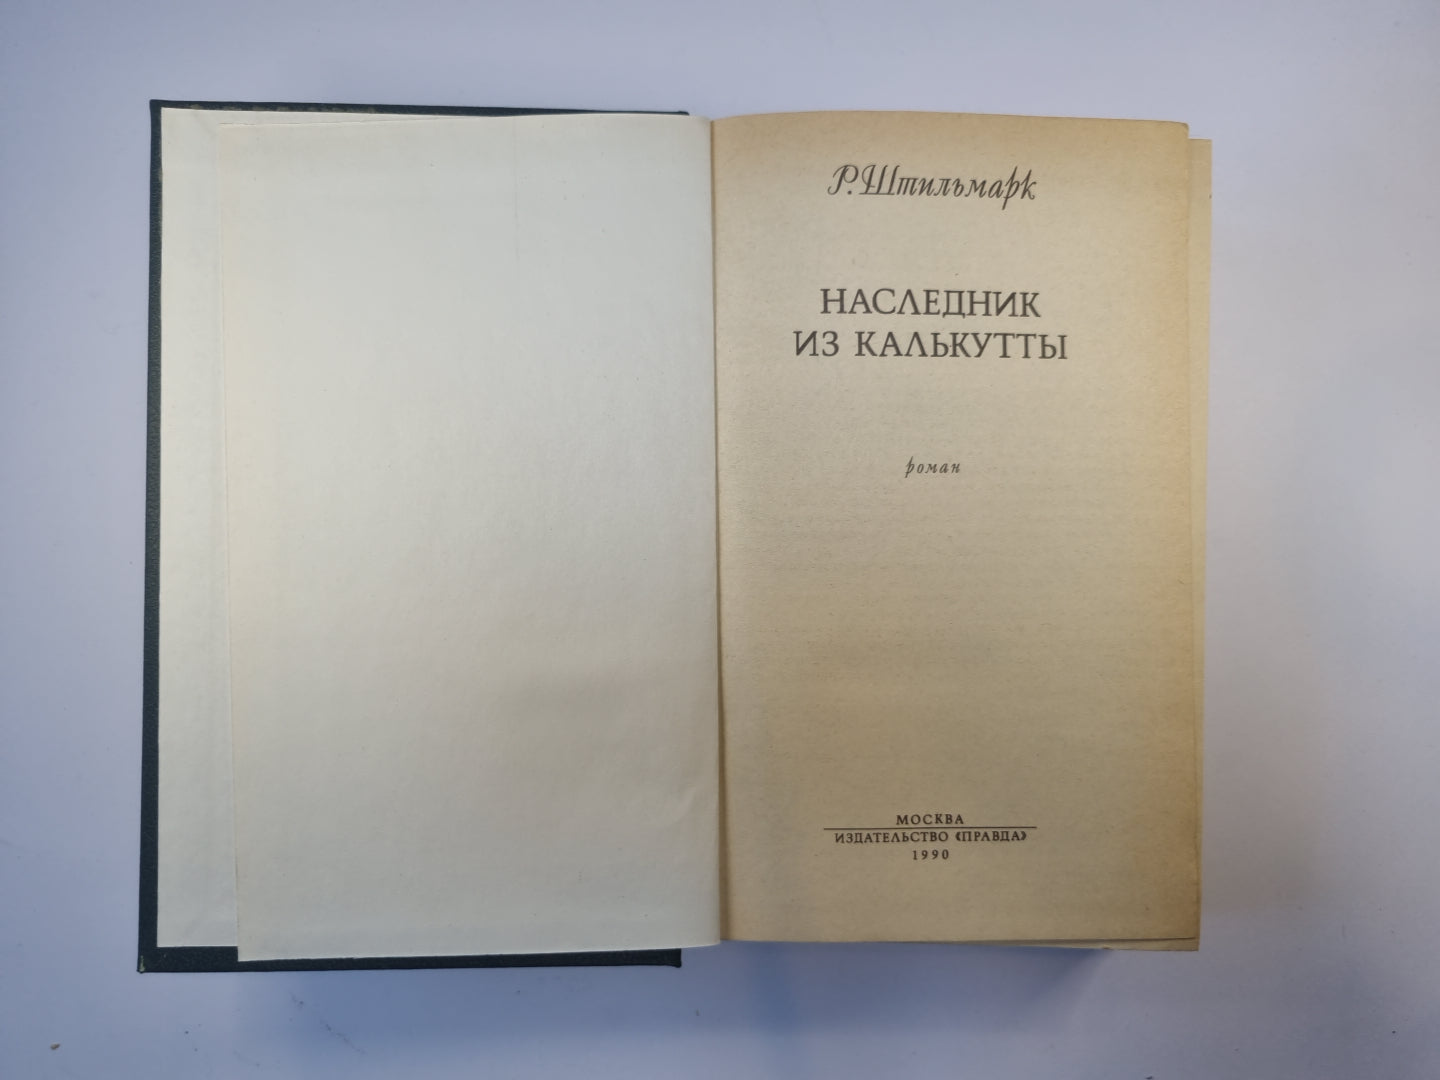 Р. Штильмарк
НАСЛЕДНИК
ИЗ КАЛЬКУТТЫ
роман
МОСКВА
ИЗДАТЕЛЬСТВО «ПРАВДА»
1990